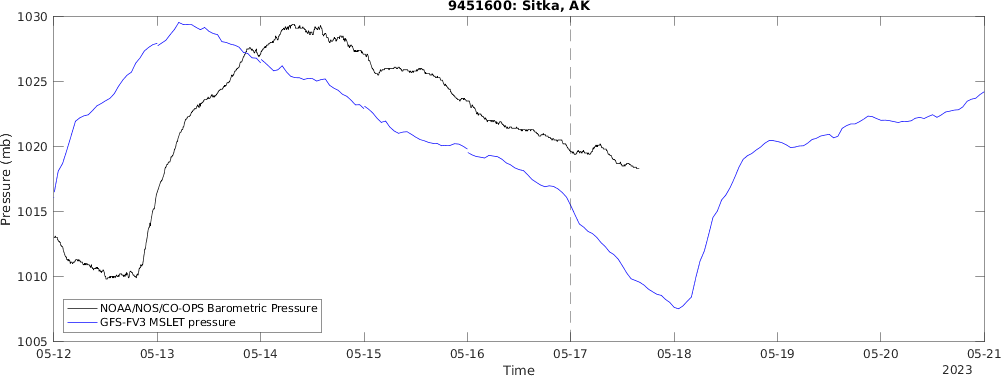 9451600: Sitka, AK
1030
1025
1020
1015
1010
1005
Pressure (mb)
NOAA/NOS/CO-OPS Barometric Pressure
GFS-FV3 MSLET pressure
05-12 05-13 05-14 05-15 05-16 05-17 05-18 05-19 05-20 05-21
Time
2023